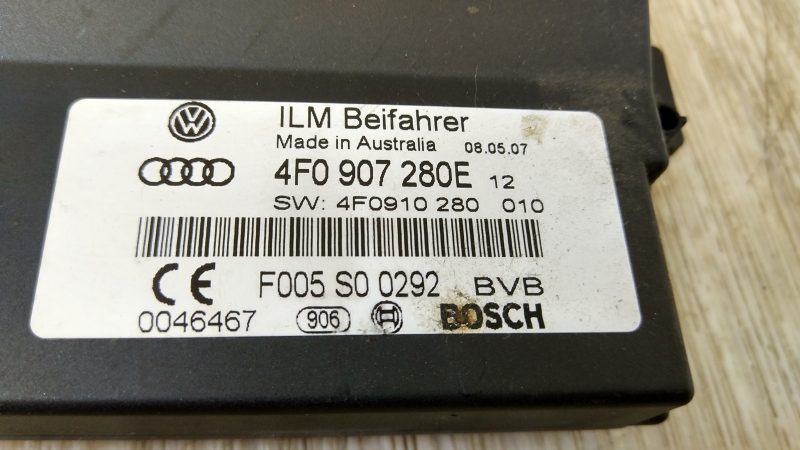 ILM Beifahrer
Made in Australia 08.05.07
4F0 907 280E 12
SW: 4F0910 280 010
CE F005 S0 0292 BVB
0046467 906 BOSCH